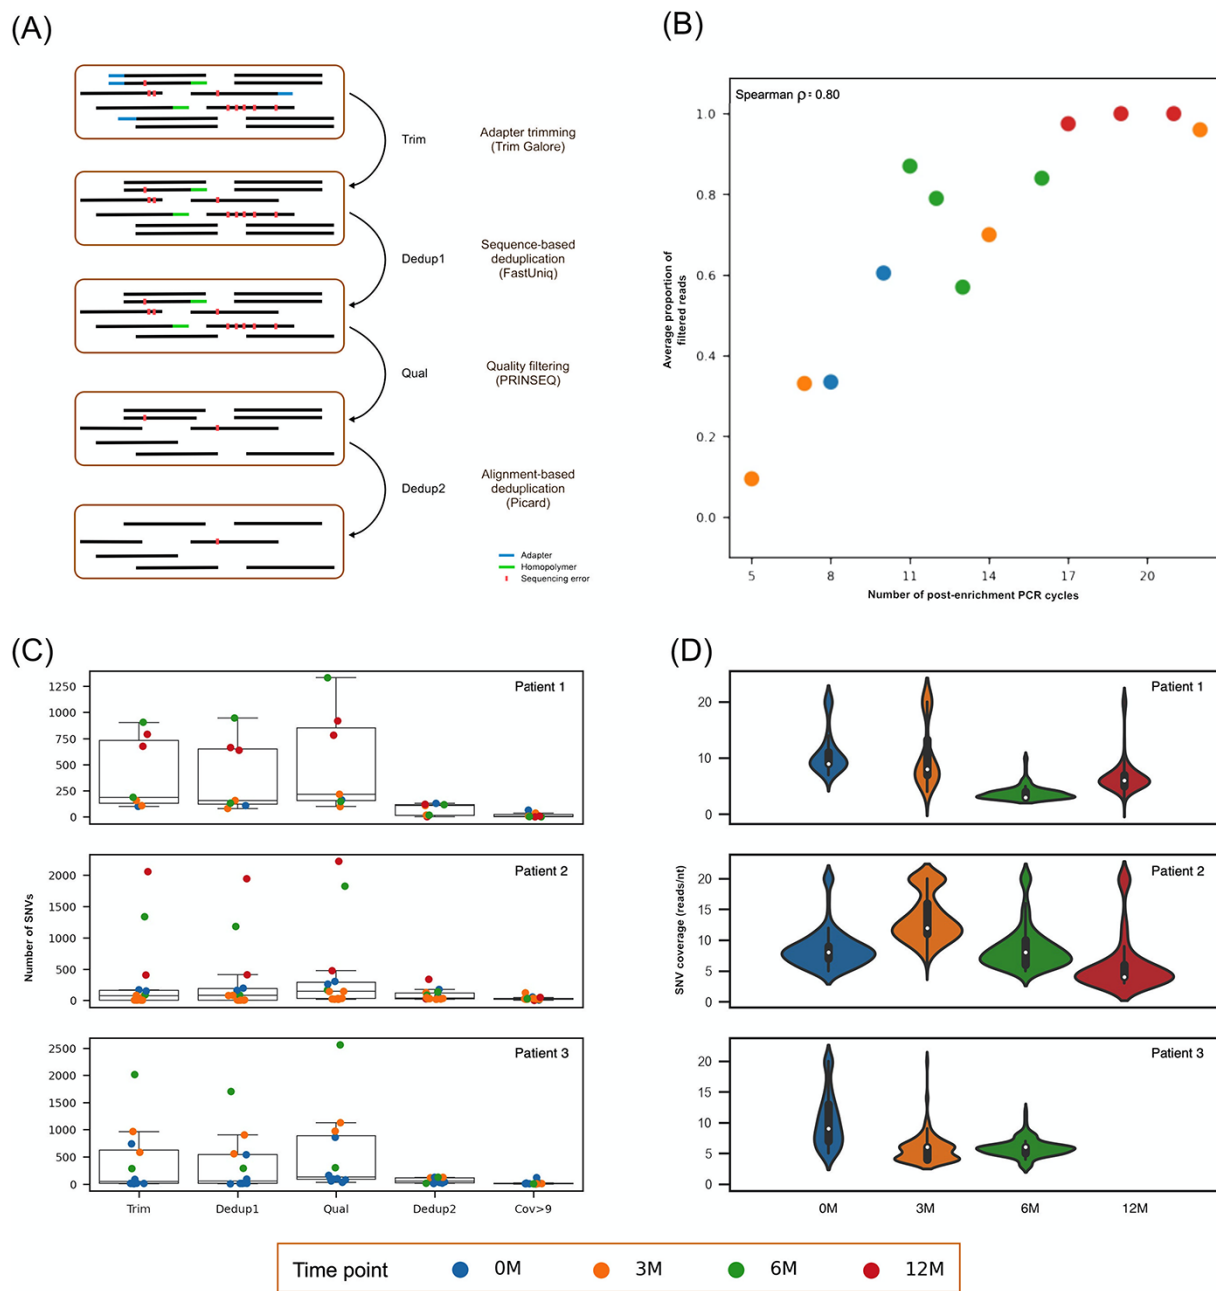 (A)
Trim
Adapter trimming
(Trim Galore)
Dedup1
Sequence-based
deduplication
(FastUniq)
Qual
Quality filtering
(PRINSEQ)
Dedup2
Alignment-based
deduplication
(Picard)
Adapter
Homopolymer
Sequencing error
(B)
Spearman ρ= 0.80
1.0
0.8
0.6
0.4
0.2
0.0
Average proportion of
filtered reads
5 8 11 14 17 20
Number of post-enrichment PCR cycles
(C)
Patient 1
1250
1000
750
500
250
0
Patient 2
2000
1500
1000
500
0
Number of SNVs
Patient 3
2500
2000
1500
1000
500
0
Trim Dedup1 Qual Dedup2 Cov>9
(D)
Patient 1
20
10
0
Patient 2
20
15
10
5
0
SNV coverage (reads/nt)
Patient 3
20
15
10
5
0
0M 3M 6M 12M
Time point 0M 3M 6M 12M